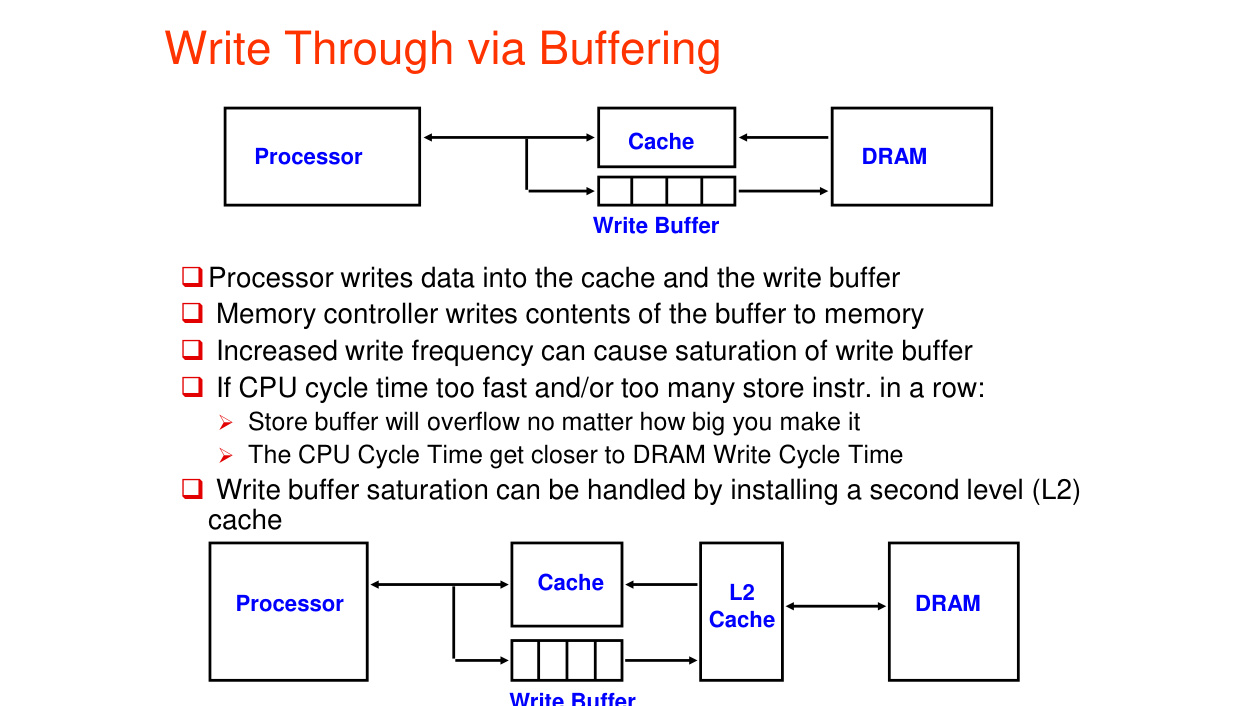 Write Through via Buffering
Processor
Cache
DRAM
Write Buffer
Processor writes data into the cache and the write buffer
Memory controller writes contents of the buffer to memory
Increased write frequency can cause saturation of write buffer
If CPU cycle time too fast and/or too many store instr. in a row:
Store buffer will overflow no matter how big you make it
The CPU Cycle Time get closer to DRAM Write Cycle Time
Write buffer saturation can be handled by installing a second level (L2)
cache
Processor
Cache
L2
Cache
DRAM
Write Buffer